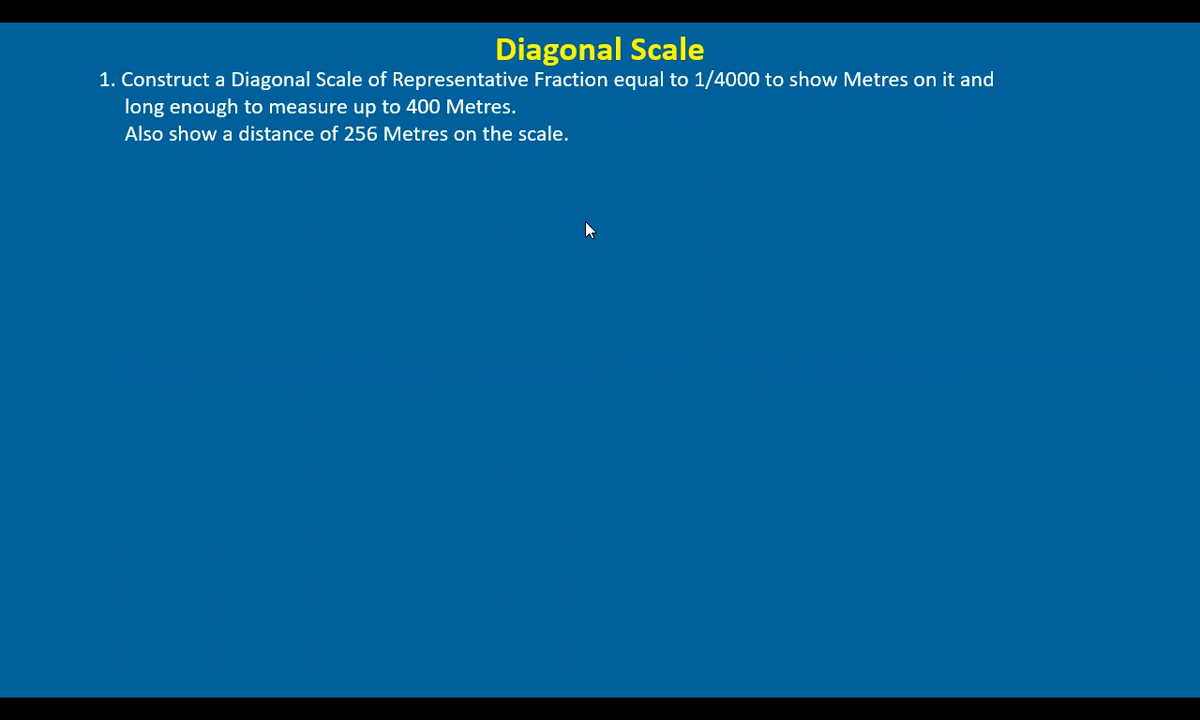 Diagonal Scale
1. Construct a Diagonal Scale of Representative Fraction equal to 1/4000 to show Metres on it and
long enough to measure up to 400 Metres.
Also show a distance of 256 Metres on the scale.